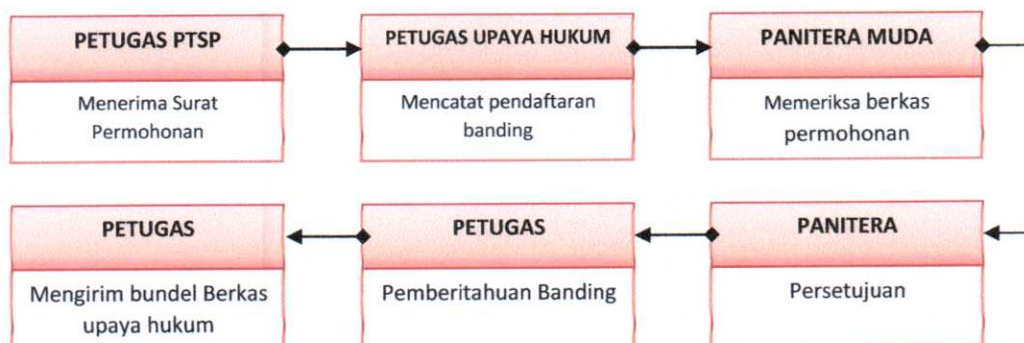 PETUGAS PTSP
Menerima Surat
Permohonan
PETUGAS UPAYA HUKUM
Mencatat pendaftaran
banding
PANITERA MUDA
Memeriksa berkas
permohonan
PANITERA
Persetujuan
PETUGAS
Pemberitahuan Banding
PETUGAS
Mengirim bundel Berkas
upaya hukum